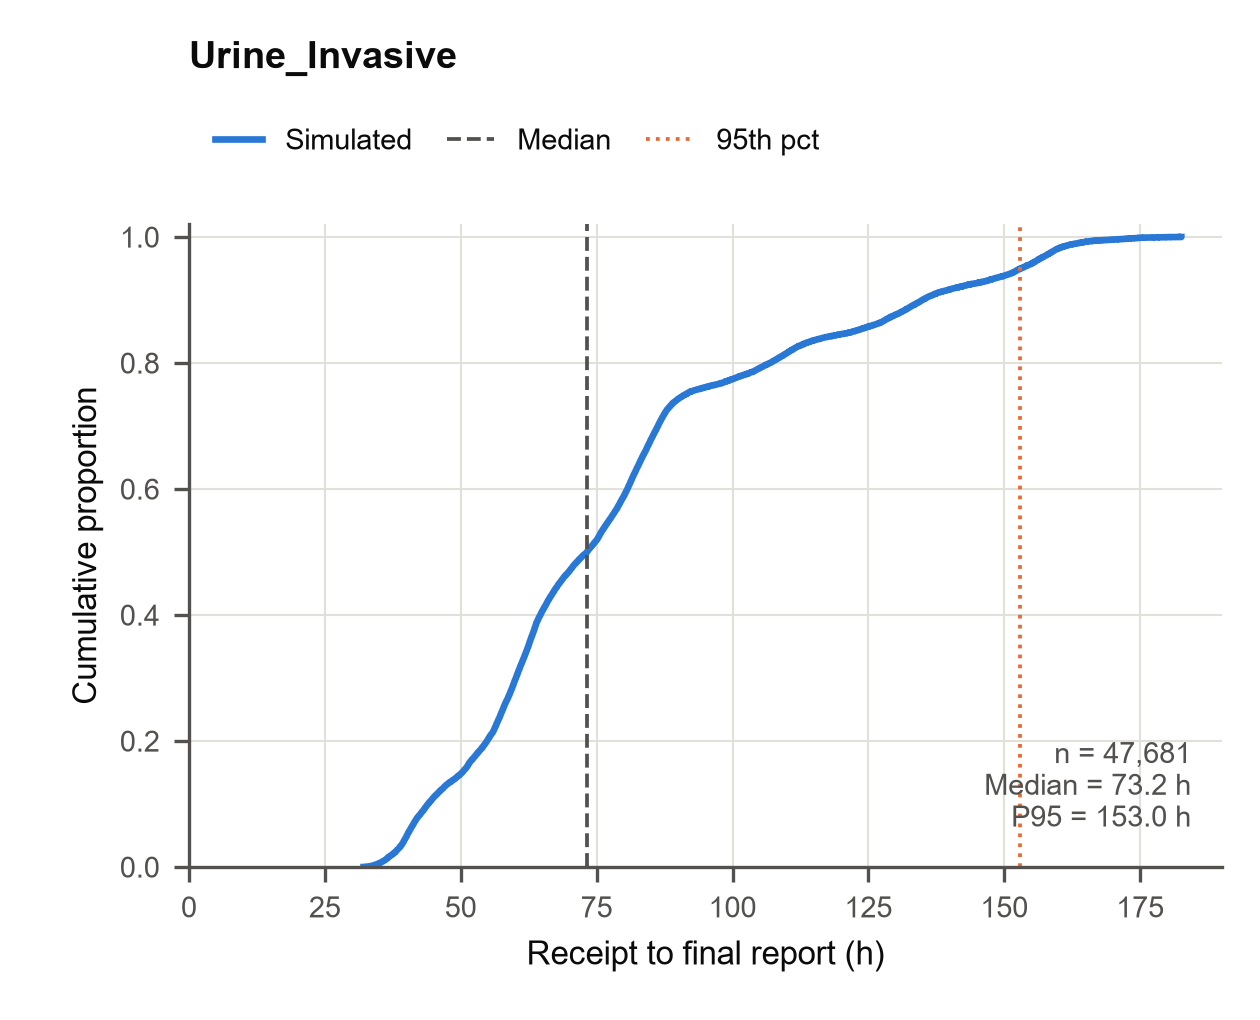 Urine_Invasive
Simulated Median 95th pct
1.0
0.8
0.6
0.4
0.2
0.0
Cumulative proportion
n = 47,681
Median = 73.2 h
P95 = 153.0 h
0 25 50 75 100 125 150 175
Receipt to final report (h)